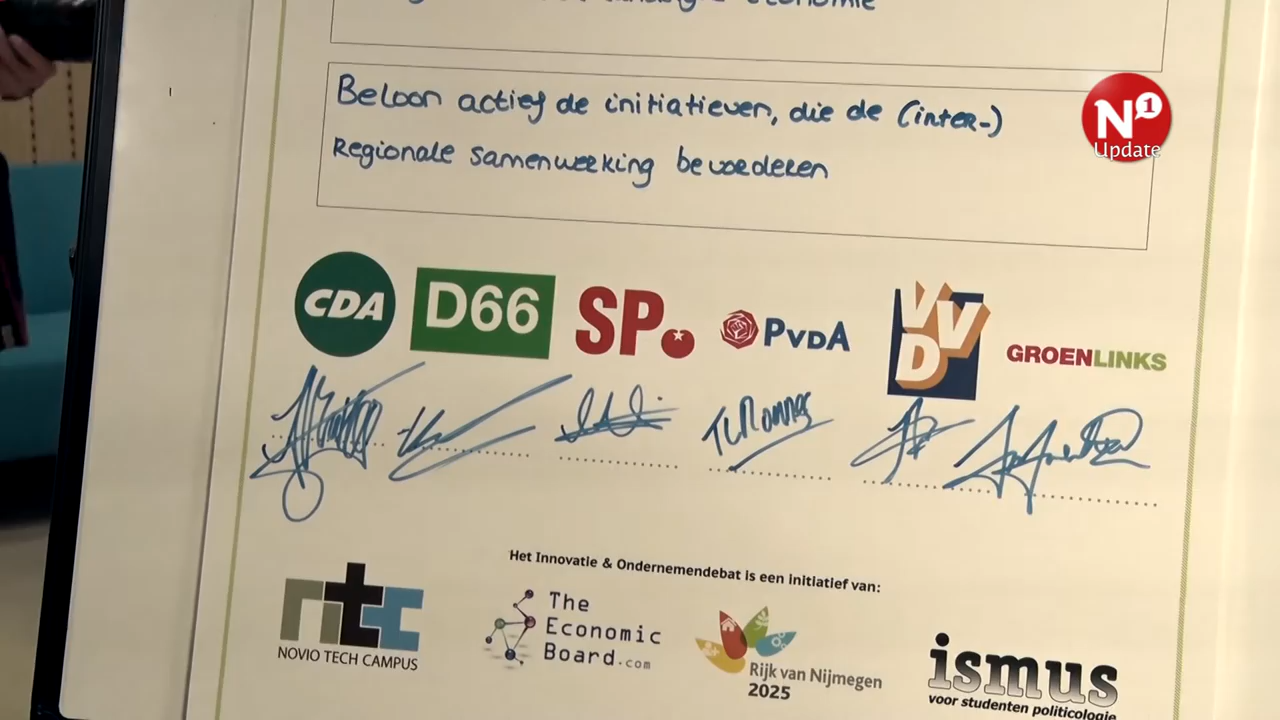 economie
Beloon actief de initiatieven, die de (inter-)
Regionale samenwerking bevorderen
N1
Update
CDA
D66
SP
PvdA
VVD
GROENLINKS
Het Innovatie & Ondernemendebat is een initiatief van:
ntc
NOVIO TECH CAMPUS
The
Economic
Board.com
Rijk van Nijmegen
2025
ismus
voor studenten politicologie